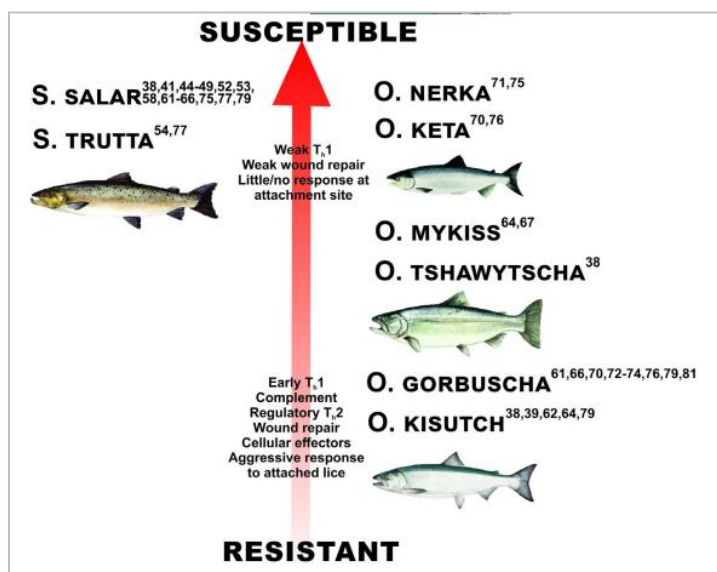 SUSCEPTIBLE
S. SALAR38,41,44-49,52,53,
58,61-66,75,77,79
S. TRUTTA54,77
O. NERKA71,75
O. KETA70,76
Weak Th1
Weak wound repair
Little/no response at
attachment site
O. MYKISS64,67
O. TSHAWYTSCHA38
O. GORBUSCHA61,66,70,72-74,76,79,81
O. KISUTCH38,39,62,64,79
Early Th1
Complement
Regulatory Th2
Wound repair
Cellular effectors
Aggressive response
to attached lice
RESISTANT